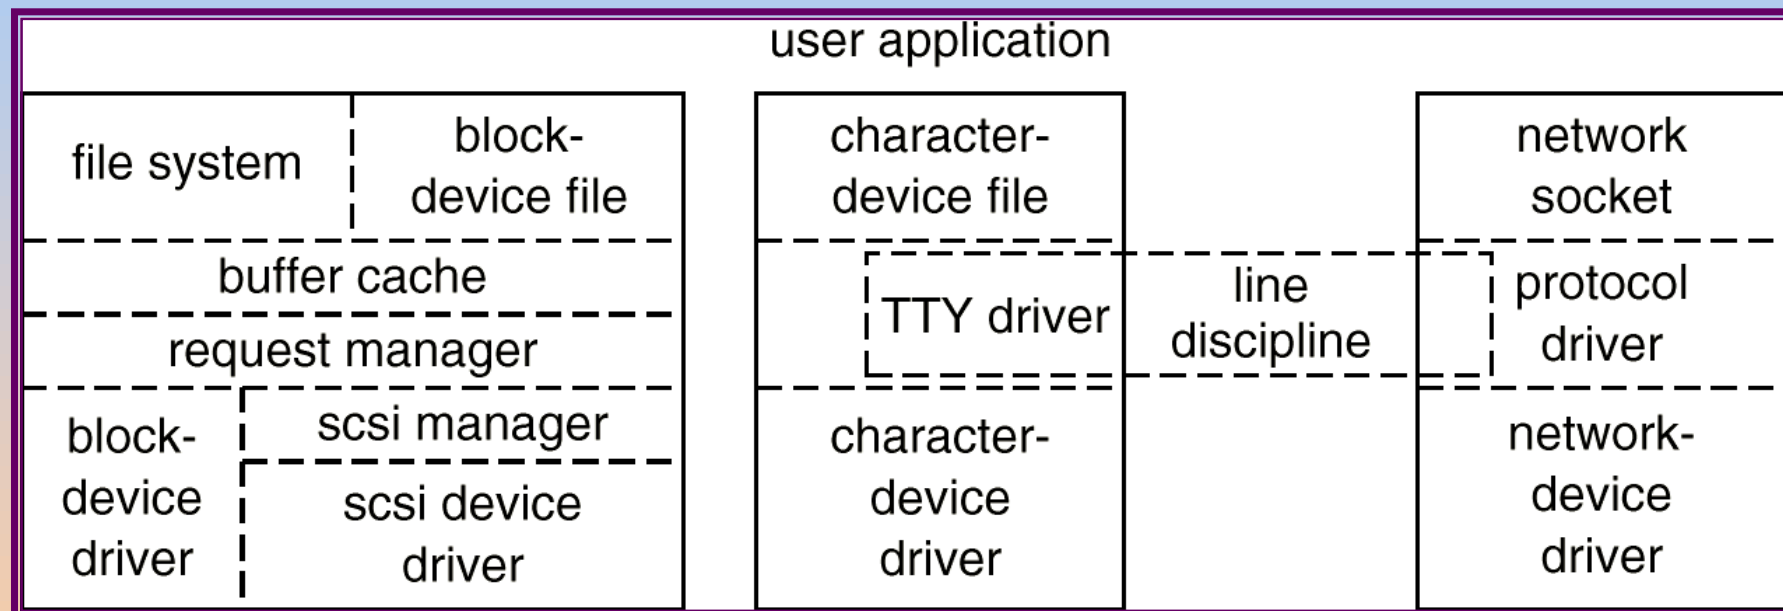 user application
file system
block-
device file
buffer cache
request manager
block-
device
driver
scsi manager
scsi device
driver
character-
device file
TTY driver
line
discipline
character-
device
driver
network
socket
protocol
driver
network-
device
driver